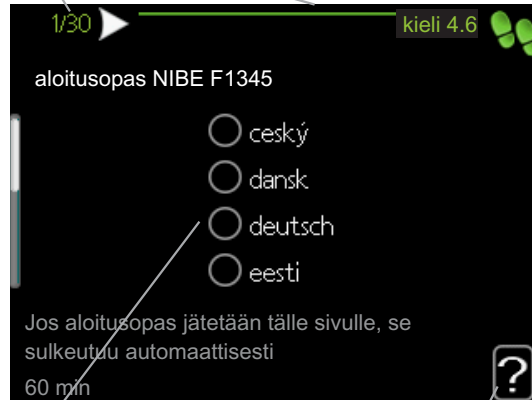 1/30
kieli 4.6
aloitusopas NIBE F1345
ceský
dansk
deutsch
eesti
Jos aloitusopas jätetään tälle sivulle, se
sulkeutuu automaattisesti
60 min
?